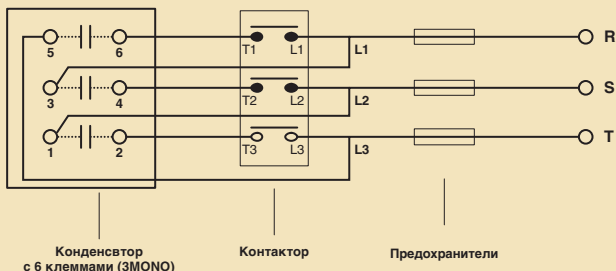 5 6 T1 L1 L1 R
3 4 T2 L2 L2 S
1 2 T3 L3 L3 T
Конденсвтор
с 6 клеммами (3MONO)
Контактор
Предохранители